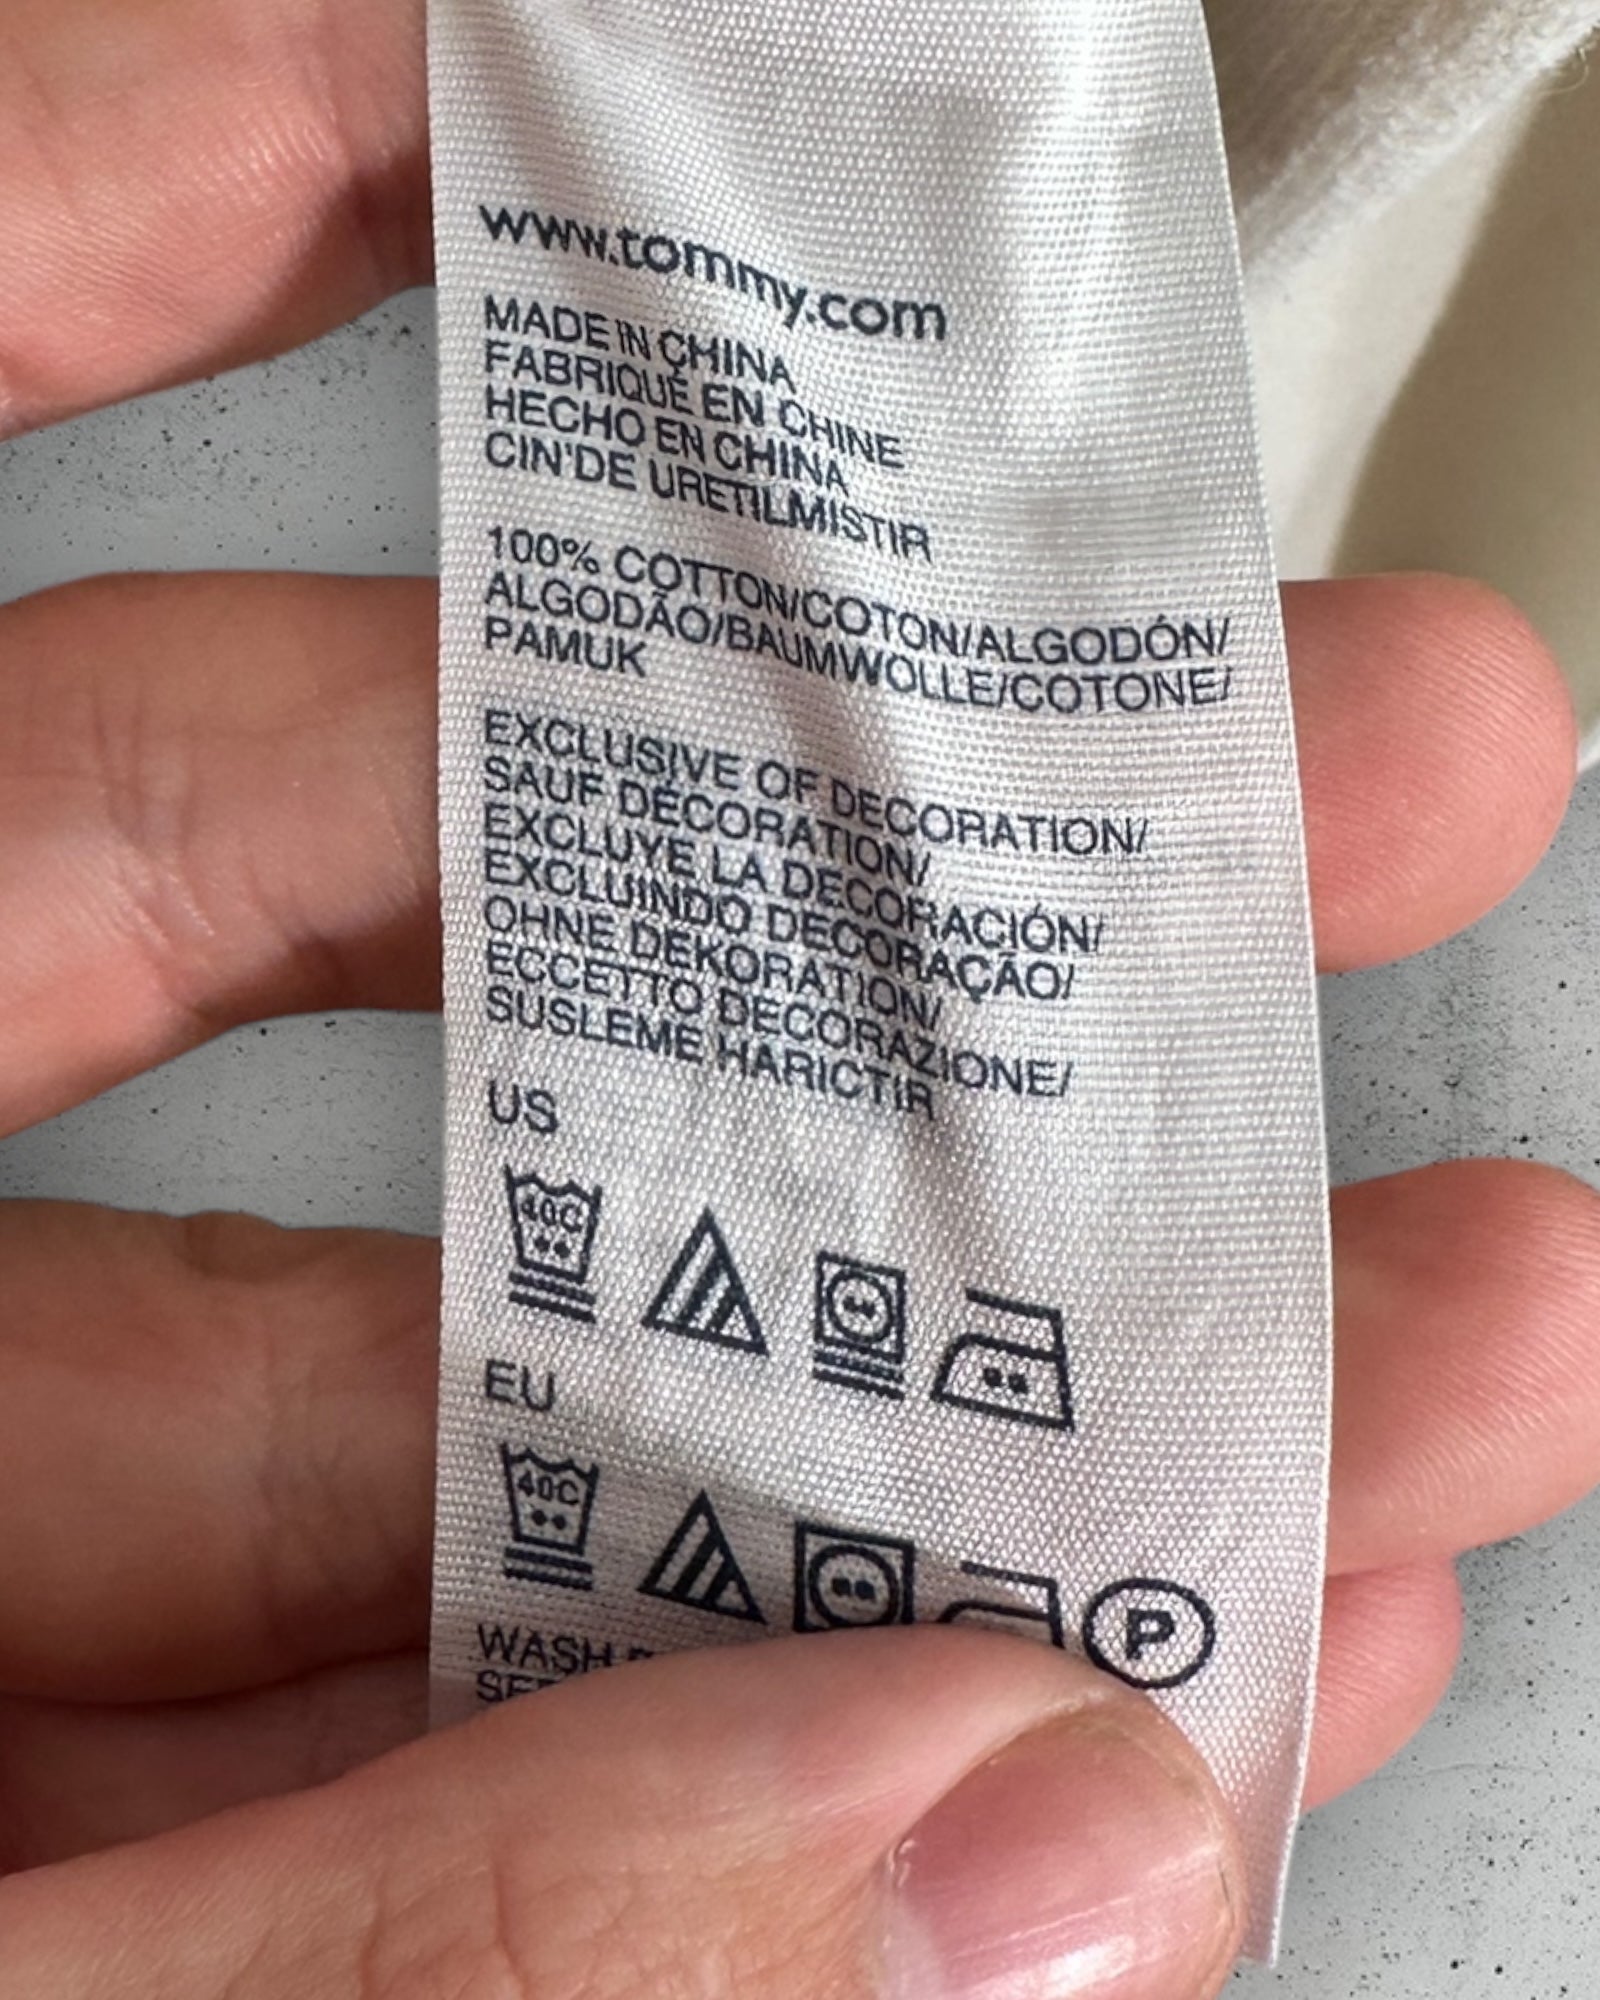 www.tommy.com
MADE IN CHINA
FABRIQUÉ EN CHINE
HECHO EN CHINA
CIN'DE URETILMISTIR
100% COTTON/COTON/ALGODÓN/
ALGODÃO/BAUMWOLLE/COTONE/
PAMUK
EXCLUSIVE OF DECORATION/
SAUF DÉCORATION/
EXCLUYE LA DECORACIÓN/
EXCLUINDO DECORAÇÃO/
OHNE DEKORATION/
ECCETTO DECORAZIONE/
SUSLEME HARICTIR
US
40C
EU
40C
P
WASH